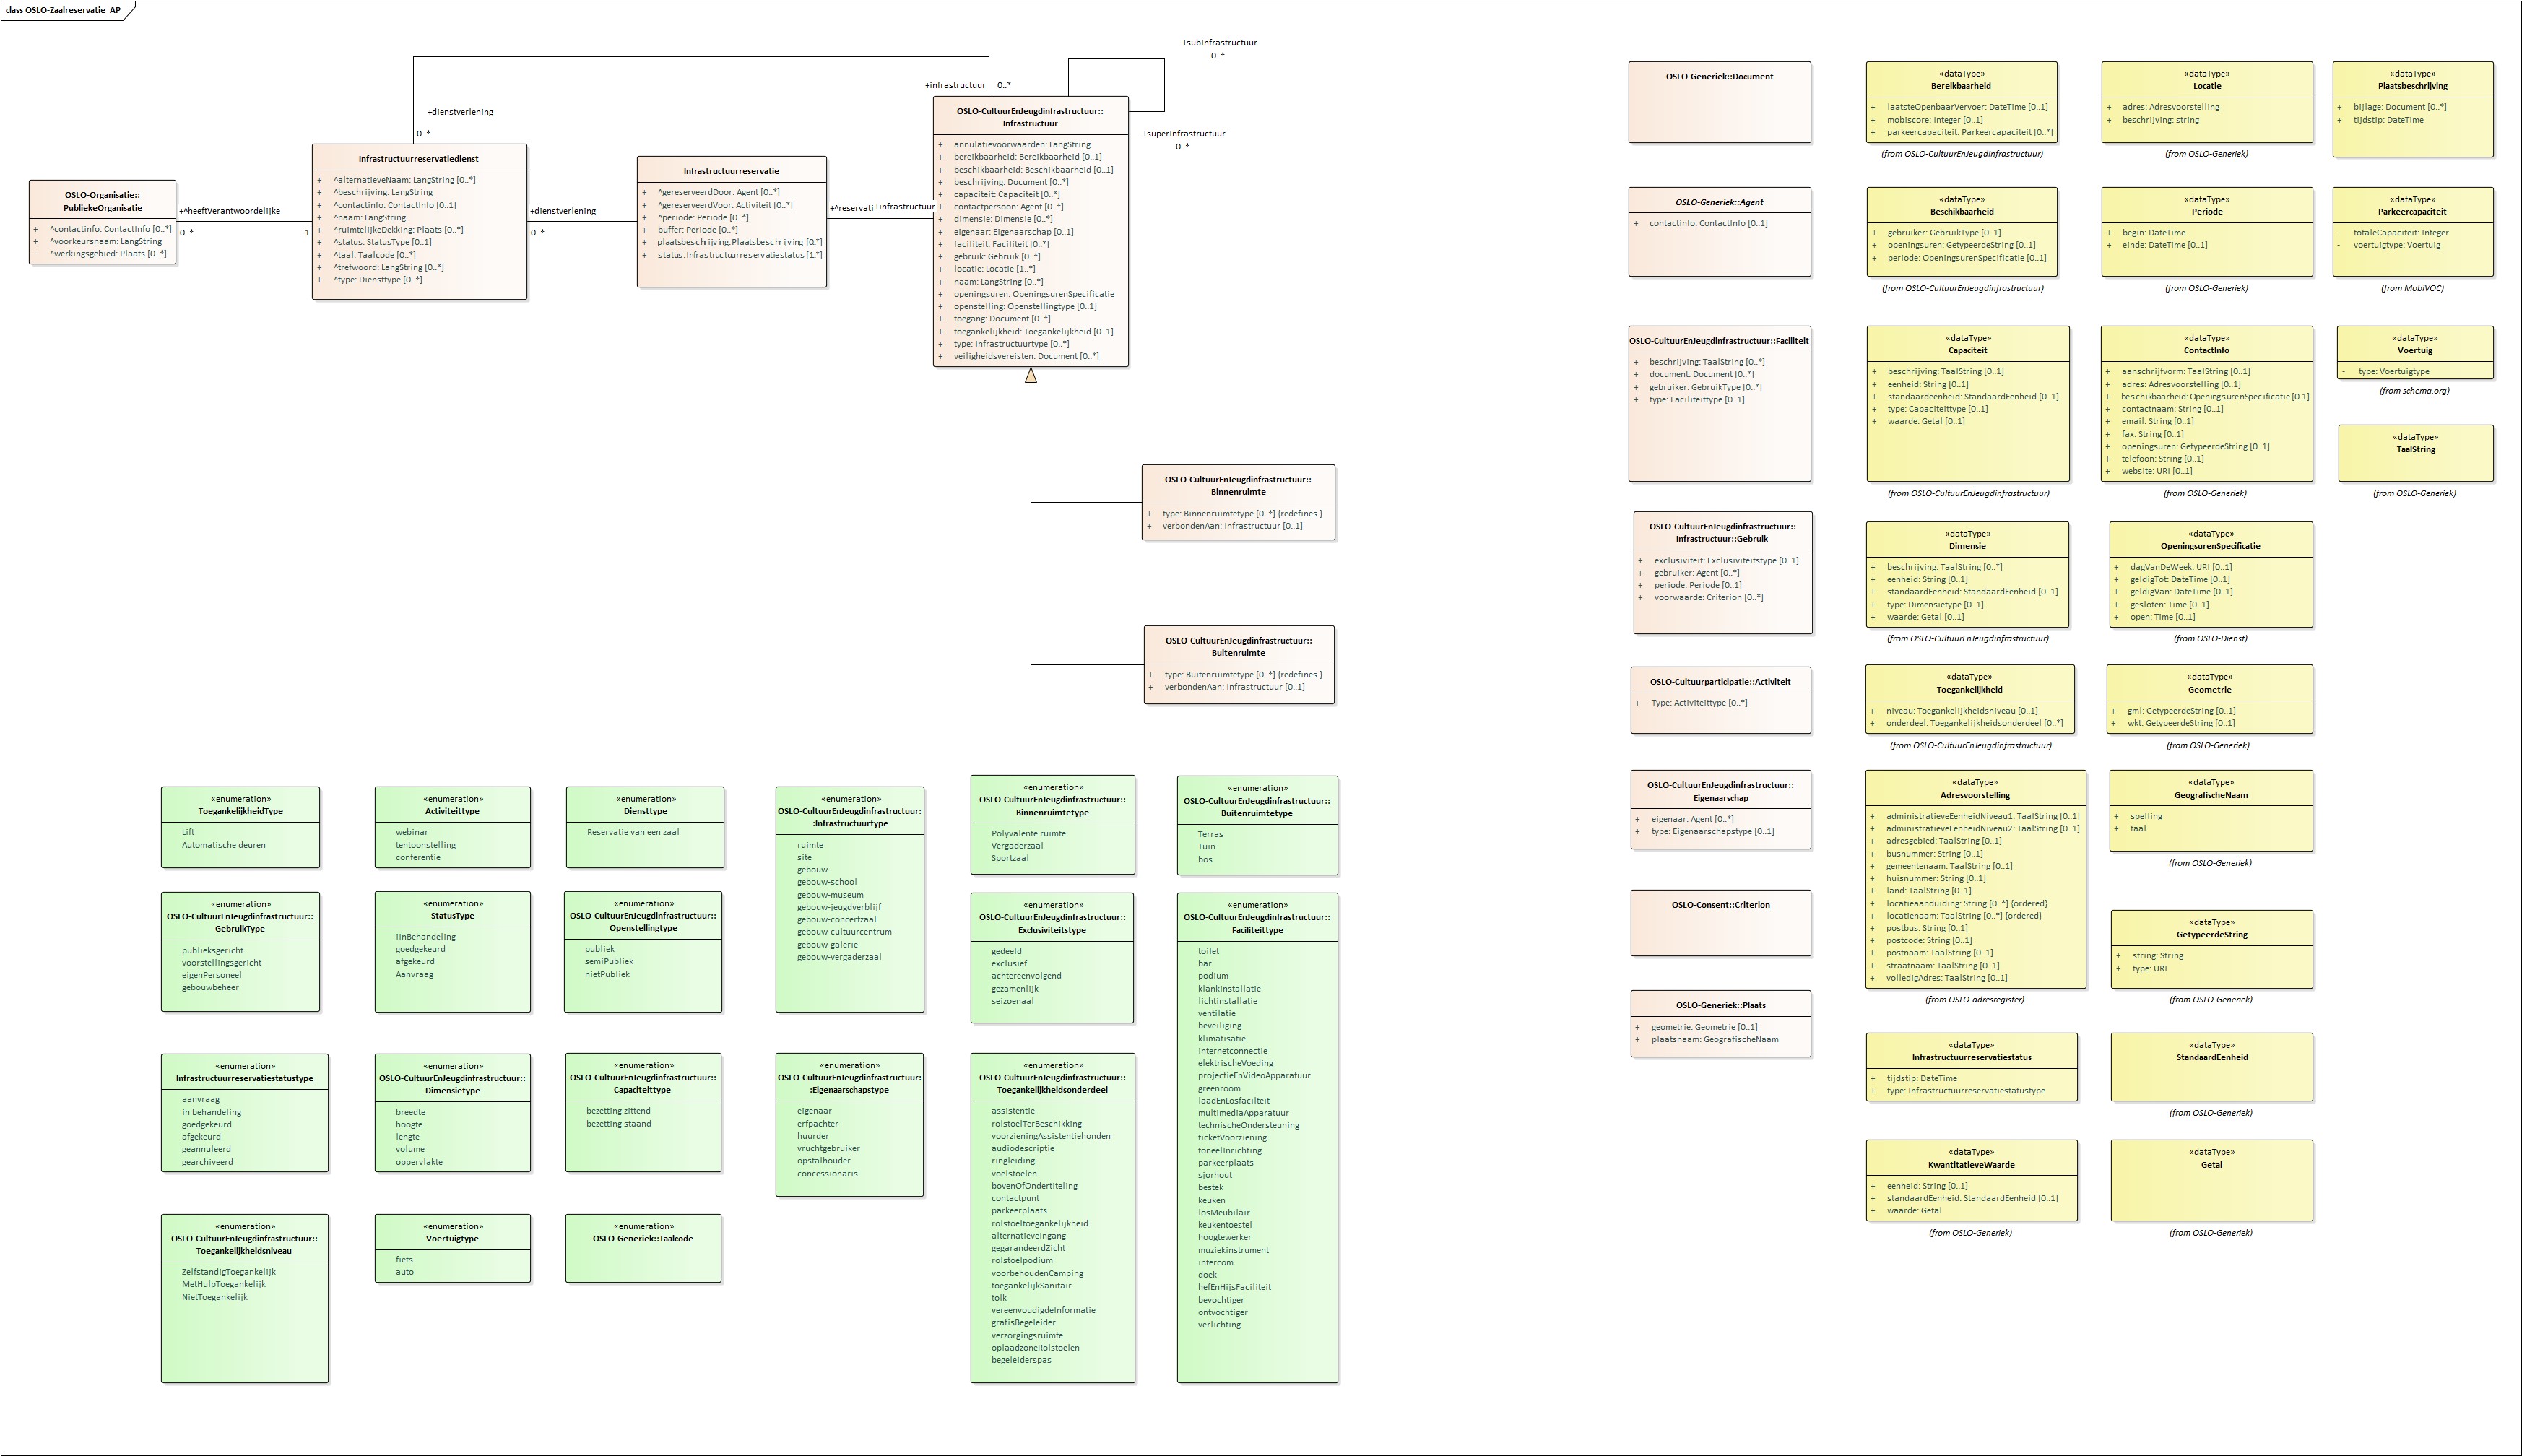 class OSLO-Zaalreservatie_AP
+subInfrastructuur
0..*
+infrastructuur
0..*
+superInfrastructuur
0..*
+dienstverlening
0..*
OSLO-Organisatie::
PubliekeOrganisatie
+ ^contactinfo: ContactInfo [0..*]
+ ^voorkeursnaam: LangString
- ^werkingsgebied: Plaats [0..*]
+^heeftVerantwoordelijke
0..*
1
Infrastructuurreservatiedienst
+ ^alternatieveNaam: LangString [0..*]
+ ^beschrijving: LangString
+ ^contactinfo: ContactInfo [0..1]
+ ^naam: LangString
+ ^ruimtelijkeDekking: Plaats [0..*]
+ ^status: StatusType [0..1]
+ ^taal: Taalcode [0..*]
+ ^trefwoord: LangString [0..*]
+ ^type: Diensttype [0..*]
+dienstverlening
0..*
Infrastructuurreservatie
+ ^gereserveerdDoor: Agent [0..*]
+ ^gereserveerdVoor: Activiteit [0..*]
+ ^periode: Periode [0..*]
+ buffer: Periode [0..*]
+ plaatsbeschrijving:Plaatsbeschrijving [0.*]
+ status:Infrastructuurreservatiestatus [1.*]
+^reservati
+infrastructuur
OSLO-CultuurEnJeugdinfrastructuur::
Infrastructuur
+ annulatievoorwaarden: LangString
+ bereikbaarheid: Bereikbaarheid [0..1]
+ beschikbaarheid: Beschikbaarheid [0..1]
+ beschrijving: Document [0..*]
+ capaciteit: Capaciteit [0..*]
+ contactpersoon: Agent [0..*]
+ dimensie: Dimensie [0..*]
+ eigenaar: Eigenaarschap [0..1]
+ faciliteit: Faciliteit [0..*]
+ gebruik: Gebruik [0..*]
+ locatie: Locatie [1..*]
+ naam: LangString [0..*]
+ openingsuren: OpeningsurenSpecificatie
+ openstelling: Openstellingtype [0..1]
+ toegang: Document [0..*]
+ toegankelijkheid: Toegankelijkheid [0..1]
+ type: Infrastructuurtype [0..*]
+ veiligheidsvereisten: Document [0..*]
OSLO-CultuurEnJeugdinfrastructuur::
Binnenruimte
+ type: Binnenruimtetype [0..*] {redefines }
+ verbondenAan: Infrastructuur [0..1]
OSLO-CultuurEnJeugdinfrastructuur::
Buitenruimte
+ type: Buitenruimtetype [0..*] {redefines }
+ verbondenAan: Infrastructuur [0..1]
«enumeration»
ToegankelijkheidType
Lift
Automatische deuren
«enumeration»
Activiteittype
webinar
tentoonstelling
conferentie
«enumeration»
Diensttype
Reservatie van een zaal
«enumeration»
OSLO-CultuurEnJeugdinfrastructuur:
:Infrastructuurtype
ruimte
site
gebouw
gebouw-school
gebouw-museum
gebouw-jeugdverblijf
gebouw-concertzaal
gebouw-cultuurcentrum
gebouw-galerie
gebouw-vergaderzaal
«enumeration»
OSLO-CultuurEnJeugdinfrastructuur::
Binnenruimtetype
Polyvalente ruimte
Vergaderzaal
Sportzaal
«enumeration»
OSLO-CultuurEnJeugdinfrastructuur::
Buitenruimtetype
Terras
Tuin
bos
«enumeration»
OSLO-CultuurEnJeugdinfrastructuur::
GebruikType
publieksgericht
voorstellingsgericht
eigenPersoneel
gebouwbeheer
«enumeration»
StatusType
iInBehandeling
goedgekeurd
afgekeurd
Aanvraag
«enumeration»
OSLO-CultuurEnJeugdinfrastructuur::
Openstellingtype
publiek
semiPubliek
nietPubliek
«enumeration»
OSLO-CultuurEnJeugdinfrastructuur::
Exclusiviteitstype
gedeeld
exclusief
achtereenvolgend
gezamenlijk
seizoenaal
«enumeration»
OSLO-CultuurEnJeugdinfrastructuur::
Faciliteittype
toilet
bar
podium
klankinstallatie
lichtinstallatie
ventilatie
beveiliging
klimatisatie
internetconnectie
elektrischeVoeding
projectieEnVideoApparatuur
greenroom
laadEnLosfacilteit
multimediaApparatuur
technischeOndersteuning
ticketVoorziening
toneelInrichting
parkeerplaats
sjorhout
bestek
keuken
losMeubilair
keukentoestel
hoogtewerker
muziekinstrument
intercom
doek
hefEnHijsFaciliteit
bevochtiger
ontvochtiger
verlichting
«enumeration»
Infrastructuurreservatiestatustype
aanvraag
in behandeling
goedgekeurd
afgekeurd
geannuleerd
gearchiveerd
«enumeration»
OSLO-CultuurEnJeugdinfrastructuur::
Dimensietype
breedte
hoogte
lengte
volume
oppervlakte
«enumeration»
OSLO-CultuurEnJeugdinfrastructuur::
Capaciteittype
bezetting zittend
bezetting staand
«enumeration»
OSLO-CultuurEnJeugdinfrastructuur:
:Eigenaarschapstype
eigenaar
erfpachter
huurder
vruchtgebruiker
opstalhouder
concessionaris
«enumeration»
OSLO-CultuurEnJeugdinfrastructuur::
Toegankelijkheidsonderdeel
assistentie
rolstoelTerBeschikking
voorzieningAssistentiehonden
audiodescriptie
ringleiding
voelstoelen
bovenOfOndertiteling
contactpunt
parkeerplaats
rolstoeltoegankelijkheid
alternatieveIngang
gegarandeerdZicht
rolstoelpodium
voorbehoudenCamping
toegankelijkSanitair
tolk
vereenvoudigdeInformatie
gratisBegeleider
verzorgingsruimte
oplaadzoneRolstoelen
begeleiderspas
«enumeration»
OSLO-CultuurEnJeugdinfrastructuur::
Toegankelijkheidsniveau
ZelfstandigToegankelijk
MetHulpToegankelijk
NietToegankelijk
«enumeration»
Voertuigtype
fiets
auto
«enumeration»
OSLO-Generiek::Taalcode
OSLO-Generiek::Document
OSLO-Generiek::Agent
+ contactinfo: ContactInfo [0..1]
OSLO-CultuurEnJeugdinfrastructuur::Faciliteit
+ beschrijving: TaalString [0..*]
+ document: Document [0..*]
+ gebruiker: GebruikType [0..*]
+ type: Faciliteittype [0..1]
OSLO-CultuurEnJeugdinfrastructuur::
Infrastructuur::Gebruik
+ exclusiviteit: Exclusiviteitstype [0..1]
+ gebruiker: Agent [0..*]
+ periode: Periode [0..1]
+ voorwaarde: Criterion [0..*]
OSLO-Cultuurparticipatie::Activiteit
+ Type: Activiteittype [0..*]
OSLO-CultuurEnJeugdinfrastructuur::
Eigenaarschap
+ eigenaar: Agent [0..*]
+ type: Eigenaarschapstype [0..1]
OSLO-Consent::Criterion
OSLO-Generiek::Plaats
+ geometrie: Geometrie [0..1]
+ plaatsnaam: GeografischeNaam
«dataType»
Bereikbaarheid
+ laatsteOpenbaarVervoer: DateTime [0..1]
+ mobiscore: Integer [0..1]
+ parkeercapaciteit: Parkeercapaciteit [0..*]
(from OSLO-CultuurEnJeugdinfrastructuur)
«dataType»
Beschikbaarheid
+ gebruiker: GebruikType [0..1]
+ openingsuren: GetypeerdeString [0..1]
+ periode: OpeningsurenSpecificatie [0..1]
(from OSLO-CultuurEnJeugdinfrastructuur)
«dataType»
Capaciteit
+ beschrijving: TaalString [0..1]
+ eenheid: String [0..1]
+ standaardeenheid: StandardEenheid [0..1]
+ type: Capaciteittype [0..1]
+ waarde: Getal [0..1]
(from OSLO-CultuurEnJeugdinfrastructuur)
«dataType»
Dimensie
+ beschrijving: TaalString [0..*]
+ eenheid: String [0..1]
+ standaardEenheid: StandardEenheid [0..1]
+ type: Dimensietype [0..1]
+ waarde: Getal [0..1]
(from OSLO-CultuurEnJeugdinfrastructuur)
«dataType»
Toegankelijkheid
+ niveau: Toegankelijkheidsniveau [0..1]
+ onderdeel: Toegankelijkheidsonderdeel [0..*]
(from OSLO-CultuurEnJeugdinfrastructuur)
«dataType»
Adresvoorstelling
+ administratieveEenheidNiveau1: TaalString [0..1]
+ administratieveEenheidNiveau2: TaalString [0..1]
+ adresgebied: TaalString [0..1]
+ busnummer: String [0..1]
+ gemeentenaam: TaalString [0..1]
+ huisnummer: String [0..1]
+ land: TaalString [0..1]
+ locatieaanduiding: String [0..*] {ordered}
+ locatienaam: TaalString [0..*] {ordered}
+ postbus: String [0..1]
+ postcode: String [0..1]
+ postnaam: TaalString [0..1]
+ straatnaam: TaalString [0..1]
+ volledigAdres: TaalString [0..1]
(from OSLO-adresregister)
«dataType»
Infrastructuurreservatiestatus
+ tijdstip: DateTime
+ type: Infrastructuurreservatiestatustype
«dataType»
KwantitatieveWaarde
+ eenheid: String [0..1]
+ standaardEenheid: StandaardEenheid [0..1]
+ waarde: Getal
(from OSLO-Generiek)
«dataType»
Locatie
+ adres: Adresvoorstelling
+ beschrijving: string
(from OSLO-Generiek)
«dataType»
Periode
+ begin: DateTime
+ einde: DateTime [0..1]
(from OSLO-Generiek)
«dataType»
ContactInfo
+ aanschrijfvorm: TaalString [0..1]
+ adres: Adresvoorstelling [0..1]
+ beschikbaarheid: OpeningsurenSpecificatie [0.1]
+ contactnaam: String [0..1]
+ email: String [0..1]
+ fax: String [0..1]
+ openingsuren: GetypeerdeString [0..1]
+ telefoon: String [0..1]
+ website: URI [0..1]
(from OSLO-Generiek)
«dataType»
OpeningsurenSpecificatie
+ dagVanDeWeek: URI [0..1]
+ geldigTot: DateTime [0..1]
+ geldigVan: DateTime [0..1]
+ gesloten: Time [0..1]
+ open: Time [0..1]
(from OSLO-Dienst)
«dataType»
Geometrie
+ gml: GetypeerdeString [0..1]
+ wkt: GetypeerdeString [0..1]
(from OSLO-Generiek)
«dataType»
GeografischeNaam
+ spelling
+ taal
(from OSLO-Generiek)
«dataType»
GetypeerdeString
+ string: String
+ type: URI
(from OSLO-Generiek)
«dataType»
StandaardEenheid
(from OSLO-Generiek)
«dataType»
Getal
(from OSLO-Generiek)
«dataType»
Plaatsbeschrijving
+ bijlage: Document [0..*]
+ tijdstip: DateTime
«dataType»
Parkeercapaciteit
- totaleCapaciteit: Integer
- voertuigtype: Voertuig
(from MobiVOC)
«dataType»
Voertuig
- type: Voertuigtype
(from schema.org)
«dataType»
TaalString
(from OSLO-Generiek)